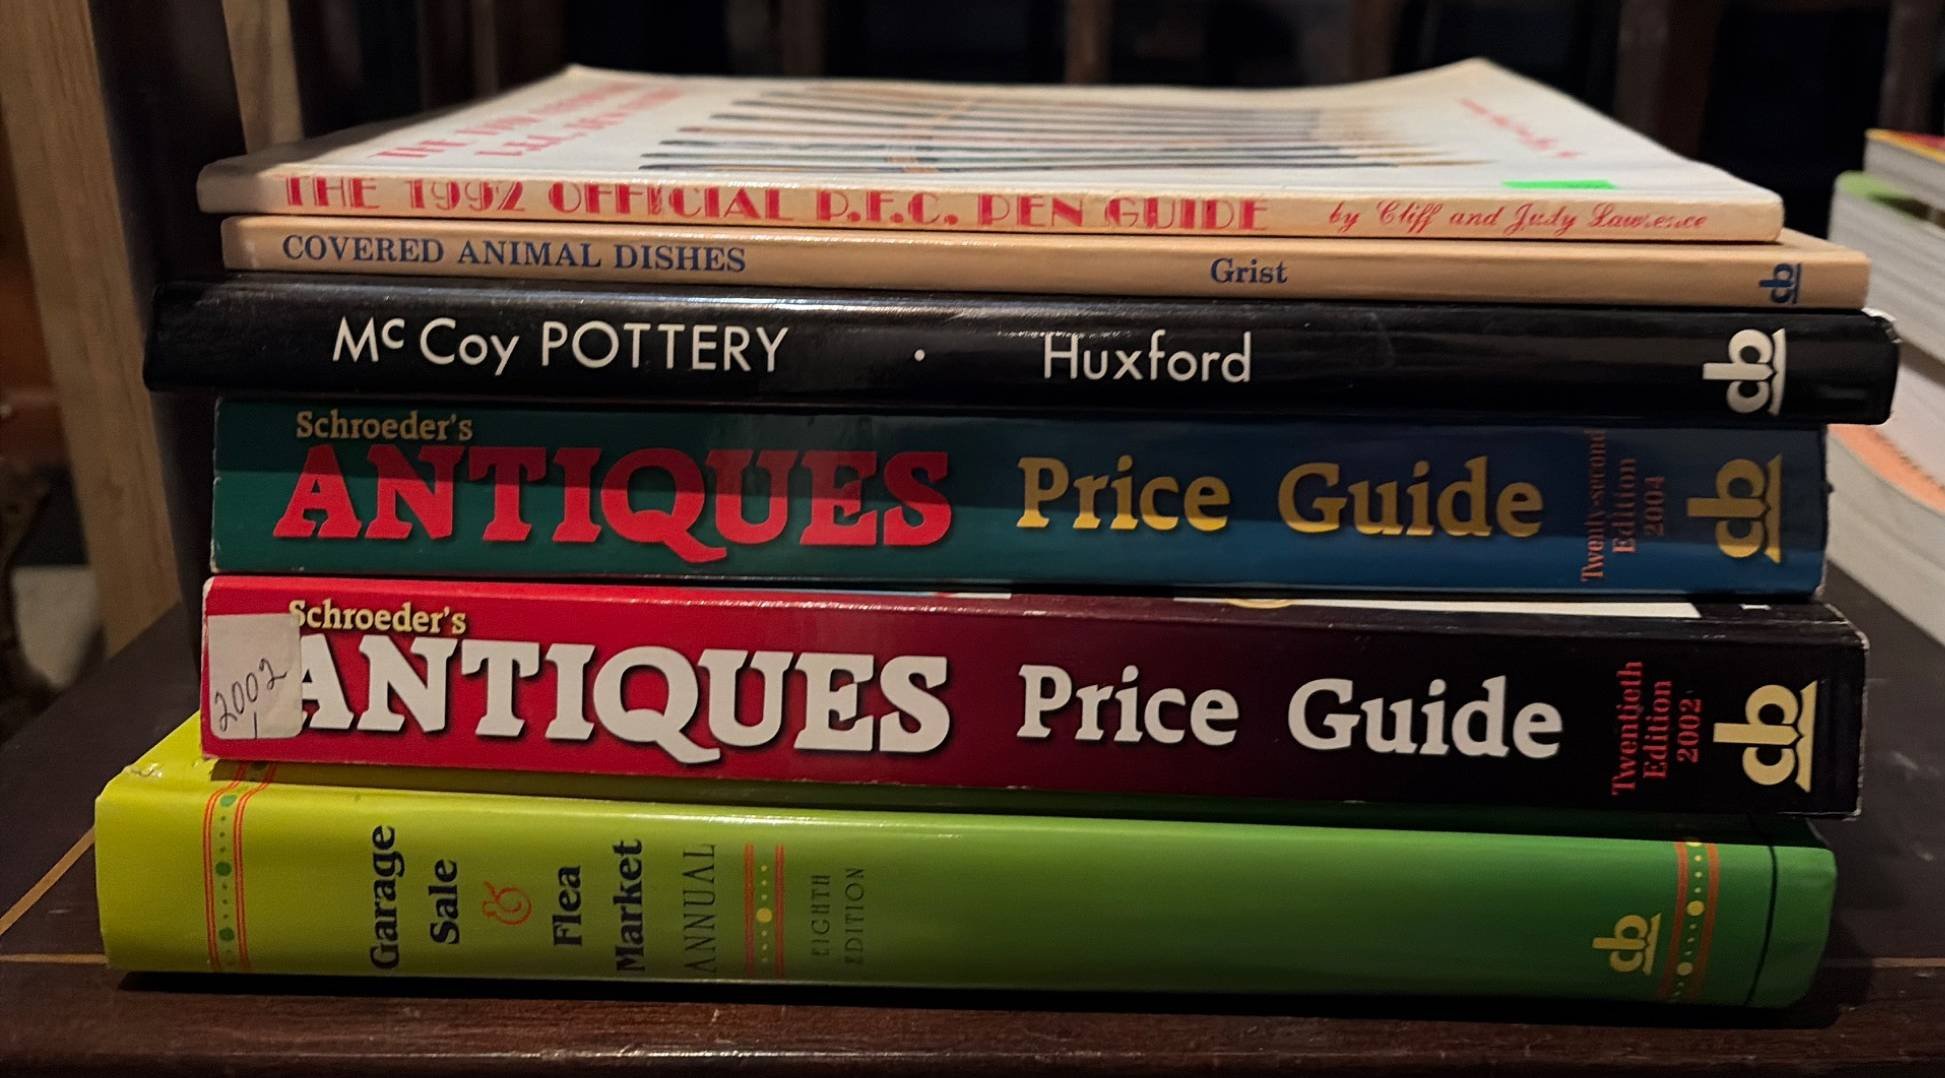 THE 1992 OFFICIAL P.F.C. PEN GUIDE by Cliff and Judy Lawrence
COVERED ANIMAL DISHES Grist cb
McCoy POTTERY · Huxford cb
Schroeder's
ANTIQUES Price Guide
Twenty-second
Edition
2004
cb
Schroeder's
ANTIQUES Price Guide
2002
Twentieth
Edition
2002
cb
Garage
Sale
&
Flea
Market
ANNUAL
EIGHTH
EDITION
cb